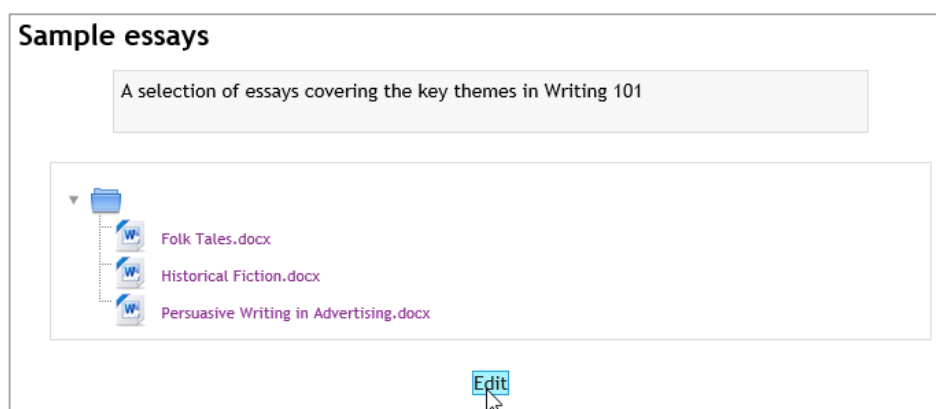 Sample essays
A selection of essays covering the key themes in Writing 101
Folk Tales.docx
Historical Fiction.docx
Persuasive Writing in Advertising.docx
Edit